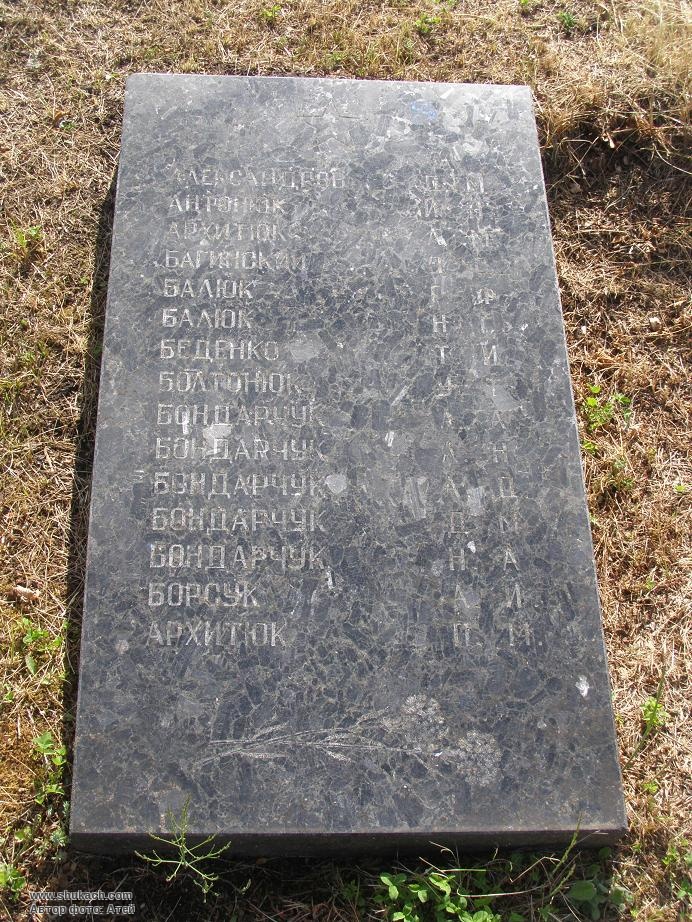 АЛЕКСАНДРОВ П М
АНТОНЮК И Н
АРХИТЮК А М
БАГИНСКИЙ
БАЛЮК Г Ф
БАЛЮК Н С
БЕДЕНКО Т И
БОЛТОНЮК
БОНДАРЧУК А
БОНДАРЧУК Л Н
БОНДАРЧУК А Д
БОНДАРЧУК Д М
БОНДАРЧУК Н А
БОРСУК А И
АРХИТЮК П. М.
www.shukach.com
Автор фото: Атей